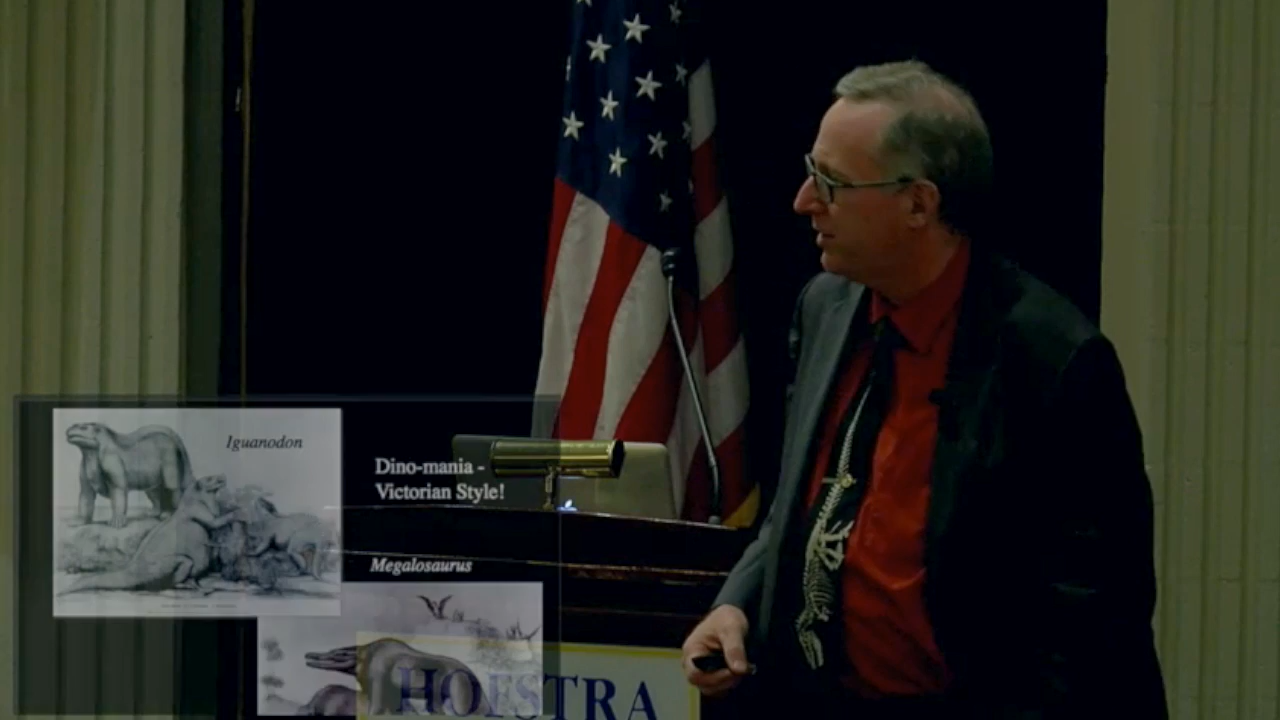 Iguanodon
Dino-mania -
Victorian Style!
Megalosaurus
HOFSTRA